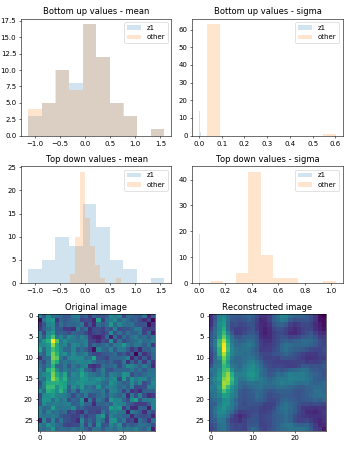 Bottom up values - mean
17.5
15.0
12.5
10.0
7.5
5.0
2.5
0.0
z1
other
-1.0 -0.5 0.0 0.5 1.0 1.5
Bottom up values - sigma
60
50
40
30
20
10
0
z1
other
0.0 0.1 0.2 0.3 0.4 0.5 0.6
Top down values - mean
25
20
15
10
5
0
z1
other
-1.0 -0.5 0.0 0.5 1.0 1.5
Top down values - sigma
40
30
20
10
0
z1
other
0.0 0.2 0.4 0.6 0.8 1.0
Original image
0
5
10
15
20
25
0 10 20
Reconstructed image
0
5
10
15
20
25
0 10 20